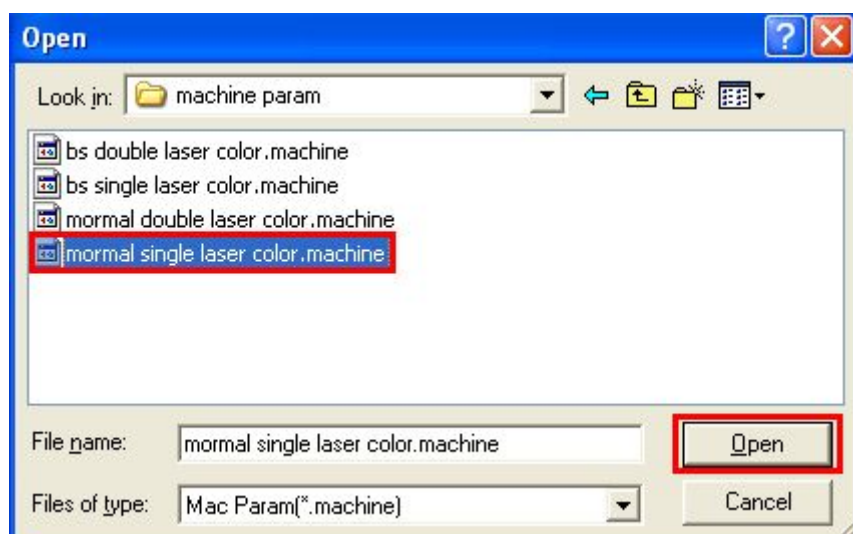 Open
Look in: machine param
bs double laser color.machine
bs single laser color.machine
mormal double laser color.machine
mormal single laser color.machine
File name: mormal single laser color.machine Open
Files of type: Mac Param(*.machine) Cancel